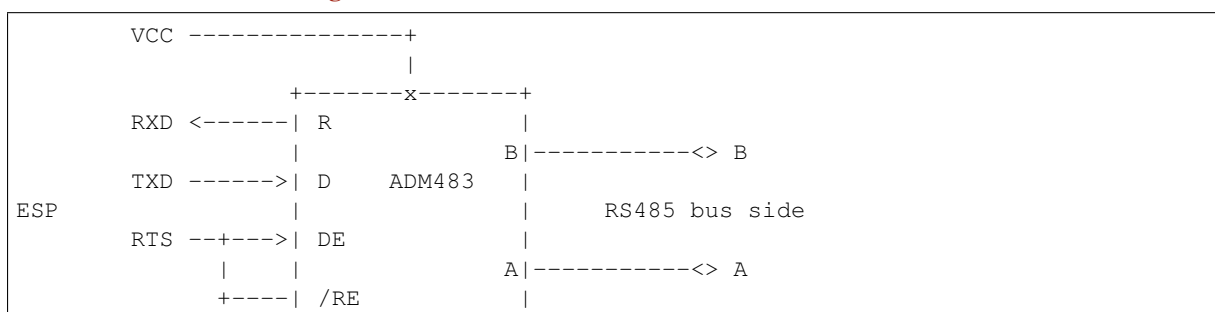 VCC ---------------+
|
+-------x-------+
RXD <------| R |
| B|-----------<> B
TXD ------>| D ADM483 |
ESP | | RS485 bus side
RTS --+--->| DE |
| | A|-----------<> A
+----| /RE |